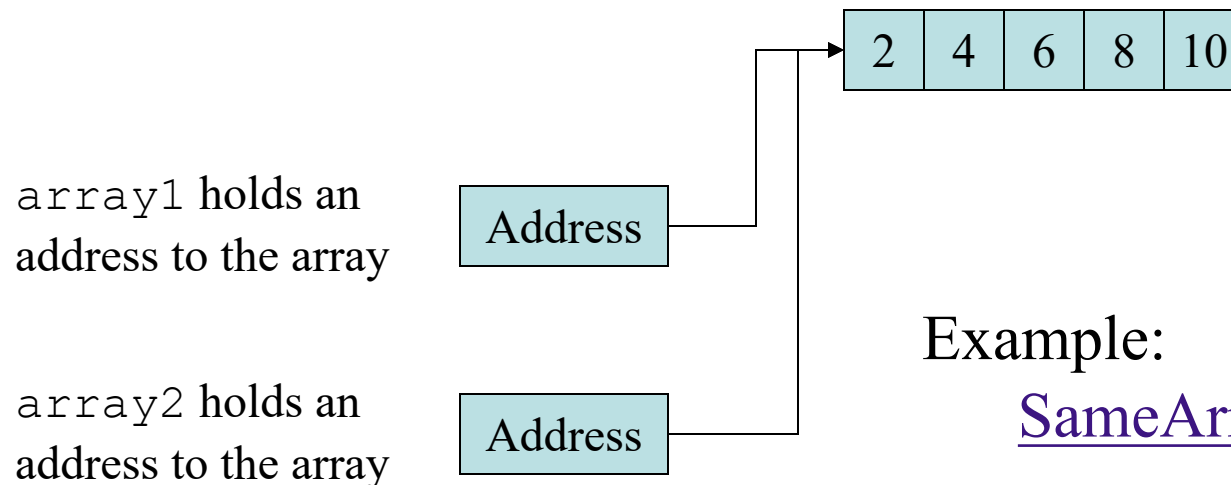 2 4 6 8 10
array1 holds an
address to the array
Address
Example:
array2 holds an
address to the array
Address